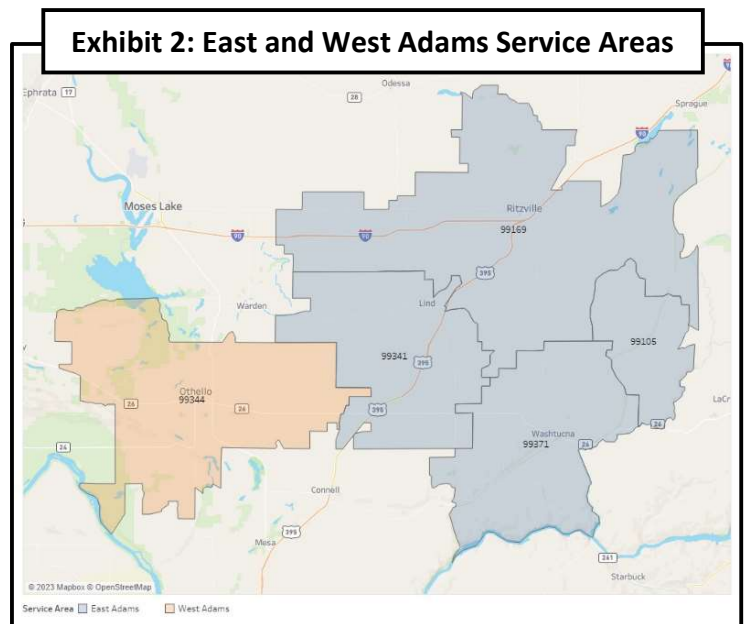 Exhibit 2: East and West Adams Service Areas
Ephrata 17
Odessa
28
90
Sprague
90
Moses Lake
Ritzville
99169
90
90
395
Warden
Lind
99105
99341
395
Othello
99344
26
26
395
LaCr
26
26
Washtucna
26
99371
Connell
Mesa
395
261
Starbuck
© 2023 Mapbox © OpenStreetMap
Service Area East Adams West Adams